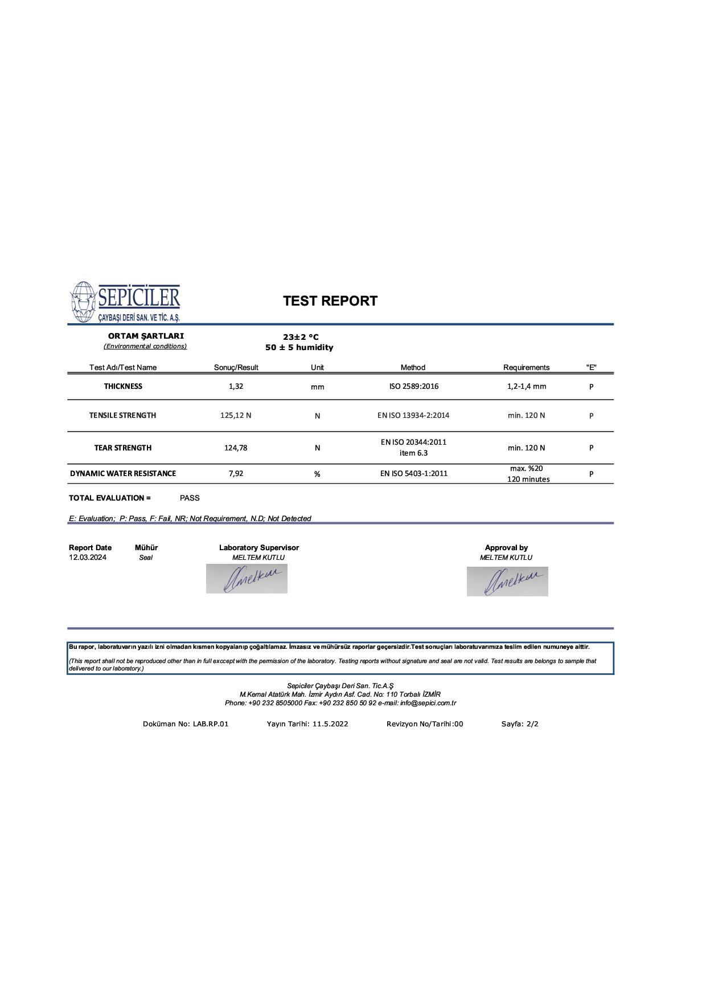 SEPİCİLER
ÇAYBAŞI DERİ SAN. VE TİC. A.Ş.
TEST REPORT
ORTAM ŞARTLARI 23±2 ºC
(Environmental conditions) 50 ± 5 humidity
Test Adı/Test Name Sonuç/Result Unit Method Requirements "E"
THICKNESS 1,32 mm ISO 2589:2016 1,2-1,4 mm P
TENSILE STRENGTH 125,12 N N EN ISO 13934-2:2014 min. 120 N P
TEAR STRENGTH 124,78 N EN ISO 20344:2011 item 6.3 min. 120 N P
DYNAMIC WATER RESISTANCE 7,92 % EN ISO 5403-1:2011 max. %20 120 minutes P
TOTAL EVALUATION = PASS
E: Evaluation; P: Pass, F: Fail, NR; Not Requirement, N.D; Not Detected
Report Date Mühür Laboratory Supervisor Approval by
12.03.2024 Seal MELTEM KUTLU MELTEM KUTLU
Bu rapor, laboratuvarın yazılı izni olmadan kısmen kopyalanıp çoğaltılamaz. İmzasız ve mühürsüz raporlar geçersizdir.Test sonuçları laboratuvarımıza teslim edilen numuneye aittir.
(This report shall not be reproduced other than in full exccept with the permission of the laboratory. Testing reports without signature and seal are not valid. Test results are belongs to sample that
delivered to our laboratory.)
Sepiciler Çaybaşı Deri San. Tic.A.Ş
M.Kemal Atatürk Mah. İzmir Aydın Asf. Cad. No: 110 Torbalı İZMİR
Phone: +90 232 8505000 Fax: +90 232 850 50 92 e-mail: info@sepici.com.tr
Doküman No: LAB.RP.01 Yayın Tarihi: 11.5.2022 Revizyon No/Tarihi:00 Sayfa: 2/2